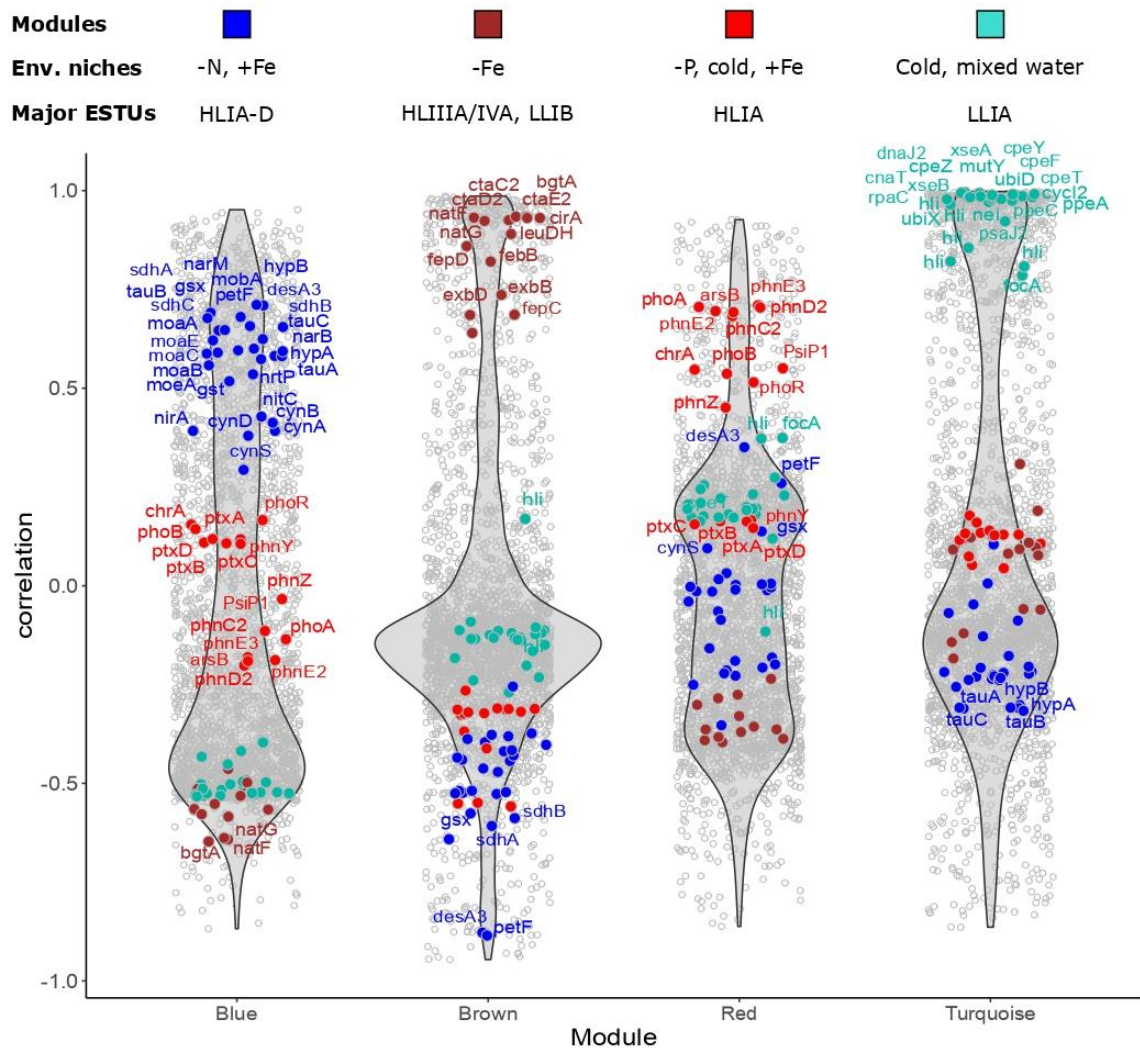 Modules
Env. niches -N, +Fe -Fe -P, cold, +Fe Cold, mixed water
Major ESTUs HLIA-D HLIIIA/IVA, LLIB HLIA LLIA
correlation
1.0
0.5
0.0
-0.5
-1.0
sdhA narM hypB
mobA
tauB gsx petF desA3
sdhC sdhB
moaA tauC
moaE narB
moaC hypA
moaB tauA
moeA gst nrtP
nitC
nirA cynD cynB
cynA
cynS
chrA ptxA phoR
phoB
ptxD phnY
ptxB ptxC
phnZ
PsiP1
phnC2 phoA
phnE3
arsB phnE2
phnD2
natG
bgtA natF
ctaC2 bgtA
ctaD2 ctaE2
natF cirA
natG leuDH
fepD febB
exbD exbB
fepC
hli
hli
gsx sdhB
sdhA
desA3 petF
phnE3
phoA arsB phnD2
phnE2 phnC2
chrA phoB PsiP1
phoR
phnZ
hli focA
desA3
petF
cpeT
phnY
ptxC ptxB gsx
cynS ptxA ptxD
hli
dnaJ2 xseA cpeY
cpeZ mutY cpeF
cnaT ubiD cpeT
rpaC xseB cycl2
hli ppeC ppeA
ubiX hli nel
hli psaJ2
hli hli
focA
tauA hypB
tauC hypA
tauB
Blue Brown Red Turquoise
Module